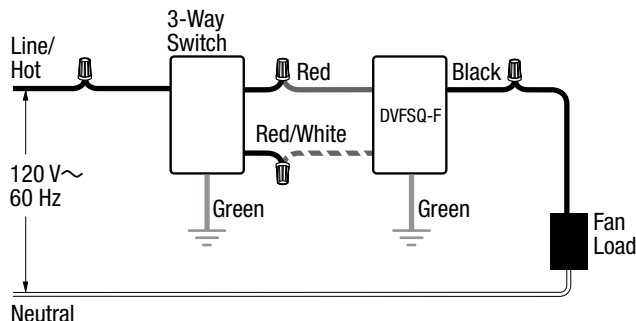 3-Way
Switch
Line/
Hot
Red
Black
DVFSQ-F
Red/White
120 V~
60 Hz
Green
Green
Fan
Load
Neutral